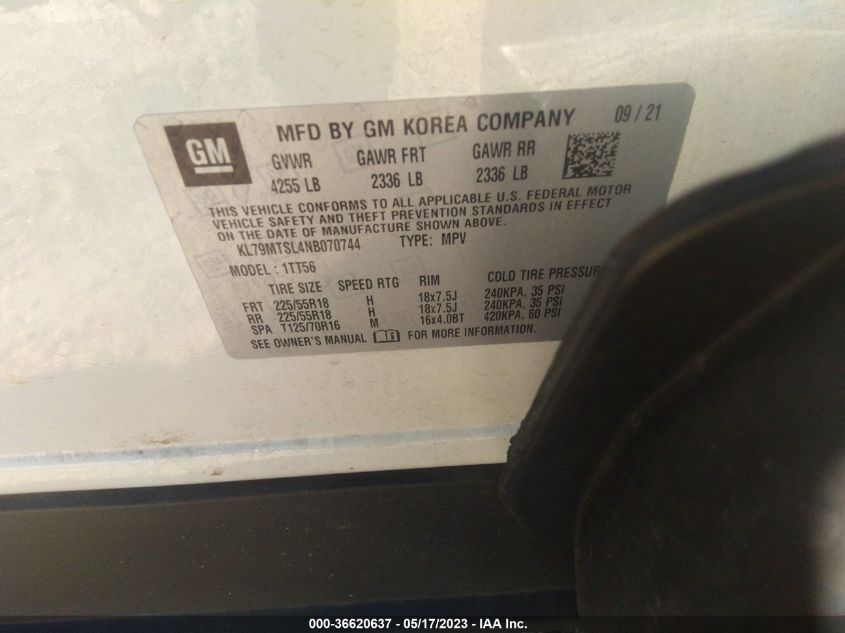 GM
MFD BY GM KOREA COMPANY 09 / 21
GVWR GAWR FRT GAWR RR
4255 LB 2336 LB 2336 LB
THIS VEHICLE CONFORMS TO ALL APPLICABLE U.S. FEDERAL MOTOR
VEHICLE SAFETY AND THEFT PREVENTION STANDARDS IN EFFECT
ON THE DATE OF MANUFACTURE SHOWN ABOVE.
KL79MTSL4NB070744 TYPE: MPV
MODEL : 1TT56
TIRE SIZE SPEED RTG RIM COLD TIRE PRESSUR
FRT 225/55R18 H 18x7.5J 240KPA, 35 PSI
RR 225/55R18 H 18x7.5J 240KPA, 35 PSI
SPA T125/70R16 M 16x4.0BT 420KPA, 60 PSI
SEE OWNER'S MANUAL FOR MORE INFORMATION.
000-36620637 - 05/17/2023 - IAA Inc.